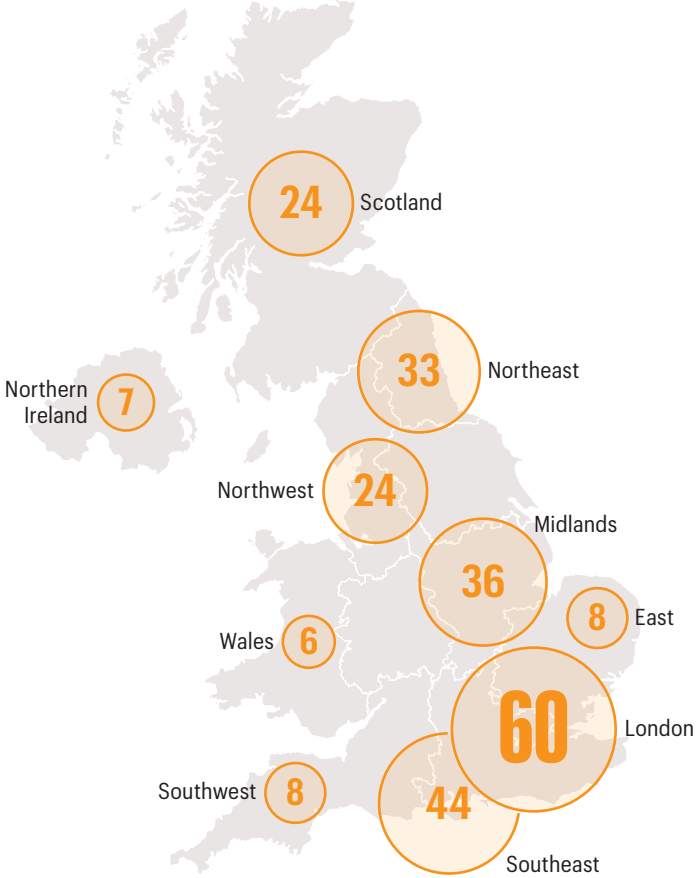 24
Scotland
33
Northeast
Northern
Ireland
7
Northwest
24
Midlands
36
8
East
Wales
6
60
London
Southwest
8
44
Southeast